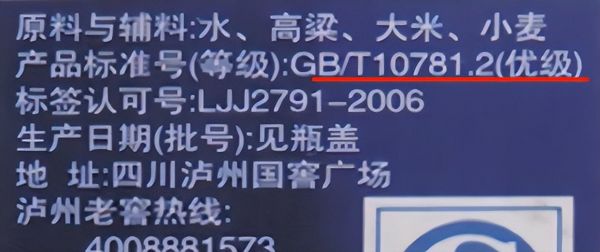 原料与辅料:水、高粱、大米、小麦
产品标准号(等级):GB/T10781.2(优级)
标签认可号:LJJ2791-2006
生产日期(批号):见瓶盖
地 址:四川泸州国窖广场
泸州老窖热线:
4008881573